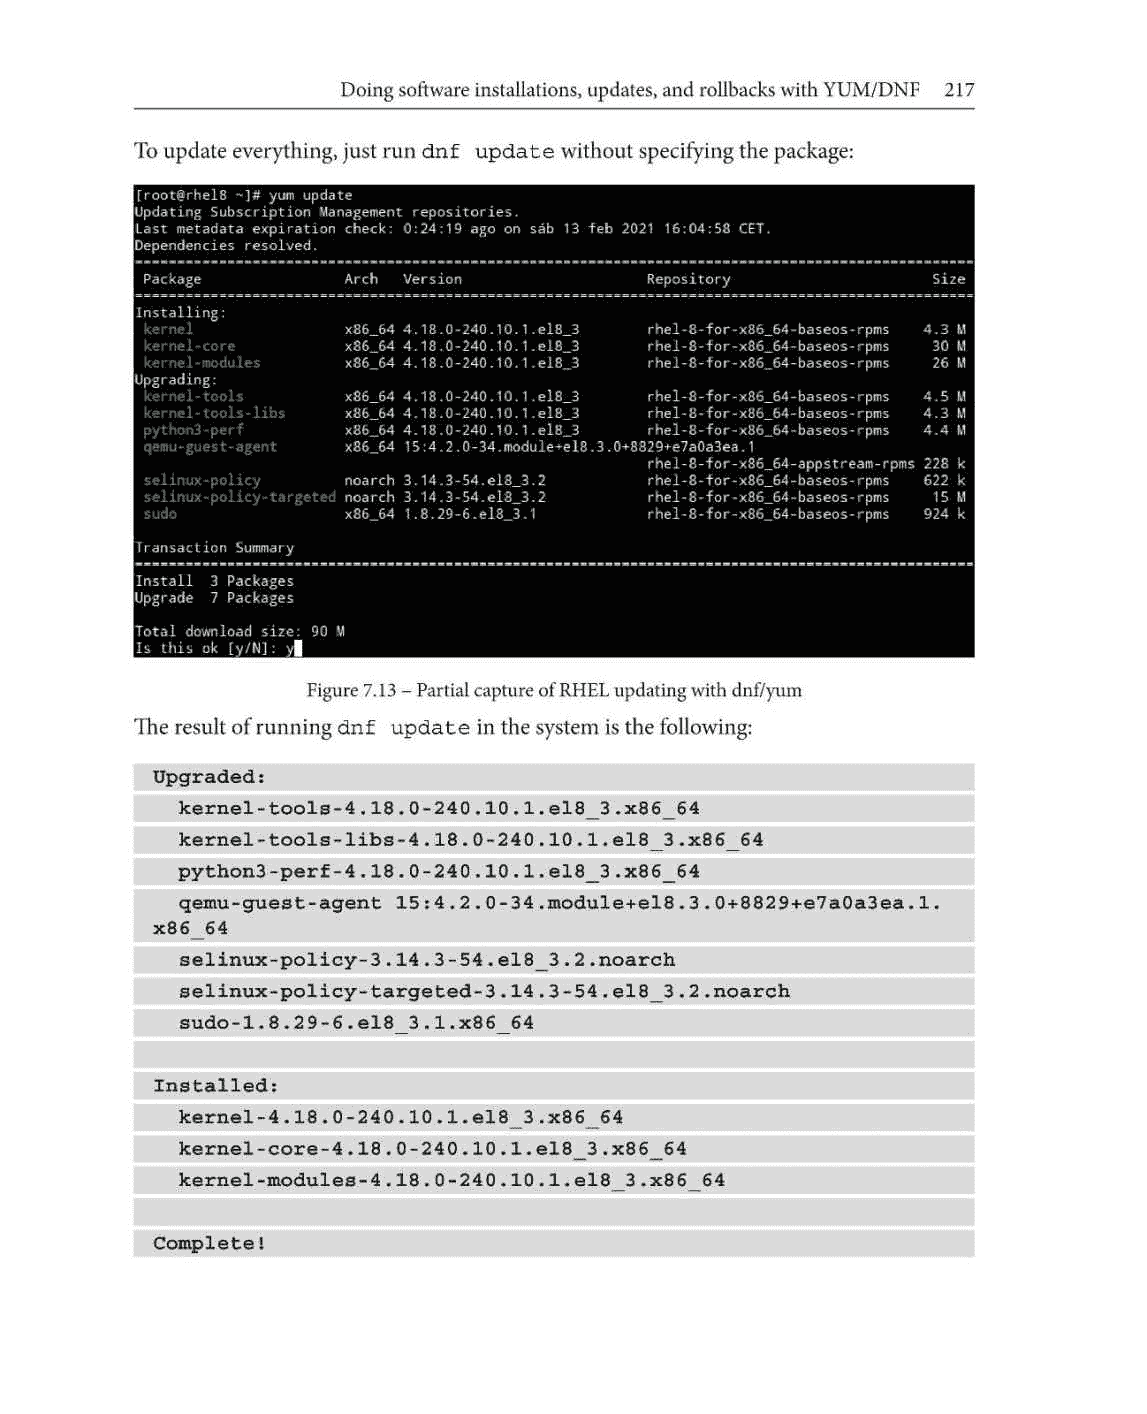 Doing software installations, updates, and rollbacks with YUM/DNF 217
To update everything, just run dnf update without specifying the package:
[root@rhel8 ~]# yum update
Updating Subscription Management repositories.
Last metadata expiration check: 0:24:19 ago on sáb 13 feb 2021 16:04:58 CET.
Dependencies resolved.
Package Arch Version Repository Size
Installing:
kernel x86_64 4.18.0-240.10.1.el8_3 rhel-8-for-x86_64-baseos-rpms 4.3 M
kernel-core x86_64 4.18.0-240.10.1.el8_3 rhel-8-for-x86_64-baseos-rpms 30 M
kernel-modules x86_64 4.18.0-240.10.1.el8_3 rhel-8-for-x86_64-baseos-rpms 26 M
Upgrading:
kernel-tools x86_64 4.18.0-240.10.1.el8_3 rhel-8-for-x86_64-baseos-rpms 4.5 M
kernel-tools-libs x86_64 4.18.0-240.10.1.el8_3 rhel-8-for-x86_64-baseos-rpms 4.3 M
python3-perf x86_64 4.18.0-240.10.1.el8_3 rhel-8-for-x86_64-baseos-rpms 4.4 M
qemu-guest-agent x86_64 15:4.2.0-34.module+el8.3.0+8829+e7a0a3ea.1
rhel-8-for-x86_64-appstream-rpms 228 k
selinux-policy noarch 3.14.3-54.el8_3.2 rhel-8-for-x86_64-baseos-rpms 622 k
selinux-policy-targeted noarch 3.14.3-54.el8_3.2 rhel-8-for-x86_64-baseos-rpms 15 M
sudo x86_64 1.8.29-6.el8_3.1 rhel-8-for-x86_64-baseos-rpms 924 k
Transaction Summary
Install 3 Packages
Upgrade 7 Packages
Total download size: 90 M
Is this ok [y/N]: y
Figure 7.13 – Partial capture of RHEL updating with dnf/yum
The result of running dnf update in the system is the following:
Upgraded:
kernel-tools-4.18.0-240.10.1.el8_3.x86_64
kernel-tools-libs-4.18.0-240.10.1.el8_3.x86_64
python3-perf-4.18.0-240.10.1.el8_3.x86_64
qemu-guest-agent 15:4.2.0-34.module+el8.3.0+8829+e7a0a3ea.1.
x86_64
selinux-policy-3.14.3-54.el8_3.2.noarch
selinux-policy-targeted-3.14.3-54.el8_3.2.noarch
sudo-1.8.29-6.el8_3.1.x86_64
Installed:
kernel-4.18.0-240.10.1.el8_3.x86_64
kernel-core-4.18.0-240.10.1.el8_3.x86_64
kernel-modules-4.18.0-240.10.1.el8_3.x86_64
Complete!